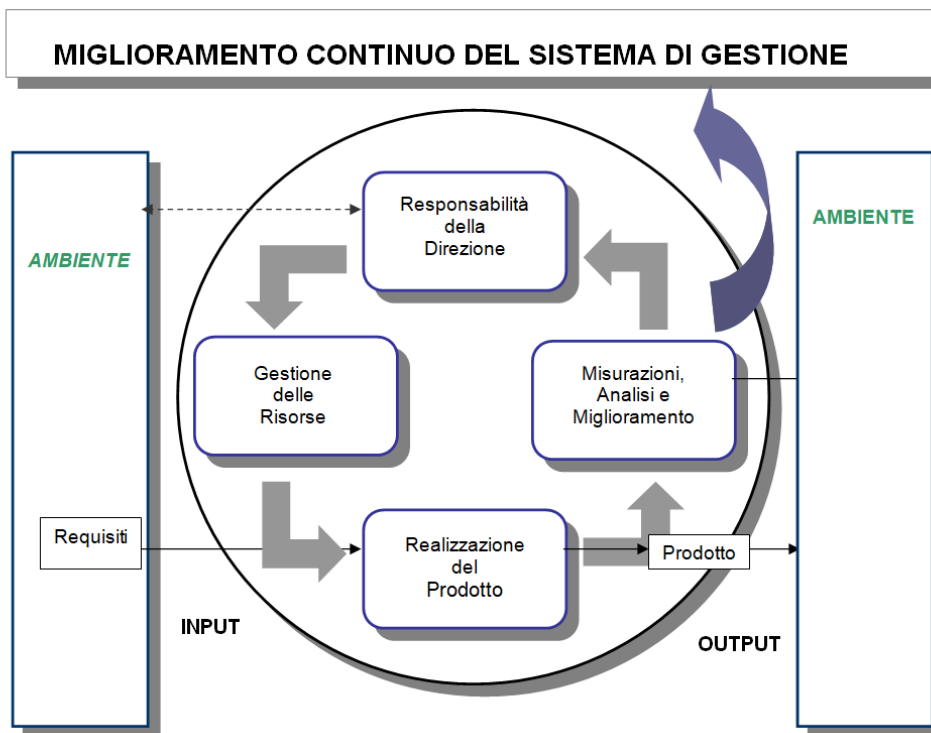 MIGLIORAMENTO CONTINUO DEL SISTEMA DI GESTIONE
AMBIENTE
Responsabilità
della
Direzione
AMBIENTE
Gestione
delle
Risorse
Misurazioni,
Analisi e
Miglioramento
Requisiti
Realizzazione
del
Prodotto
Prodotto
INPUT
OUTPUT